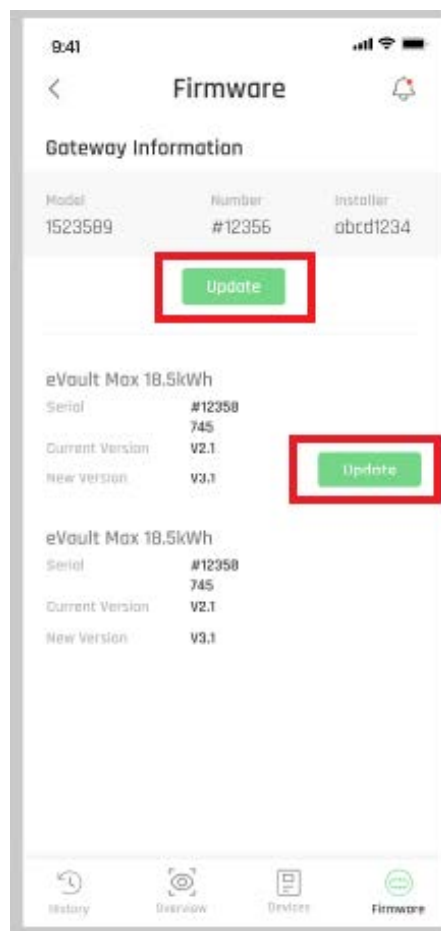 9:41
Firmware
Gateway Information
Model Number Installer
1523589 #12356 abcd1234
Update
eVault Max 18.5kWh
Serial #12358
745
Current Version V2.1
New Version V3.1
Update
eVault Max 18.5kWh
Serial #12358
745
Current Version V2.1
New Version V3.1
History Overview Devices Firmware